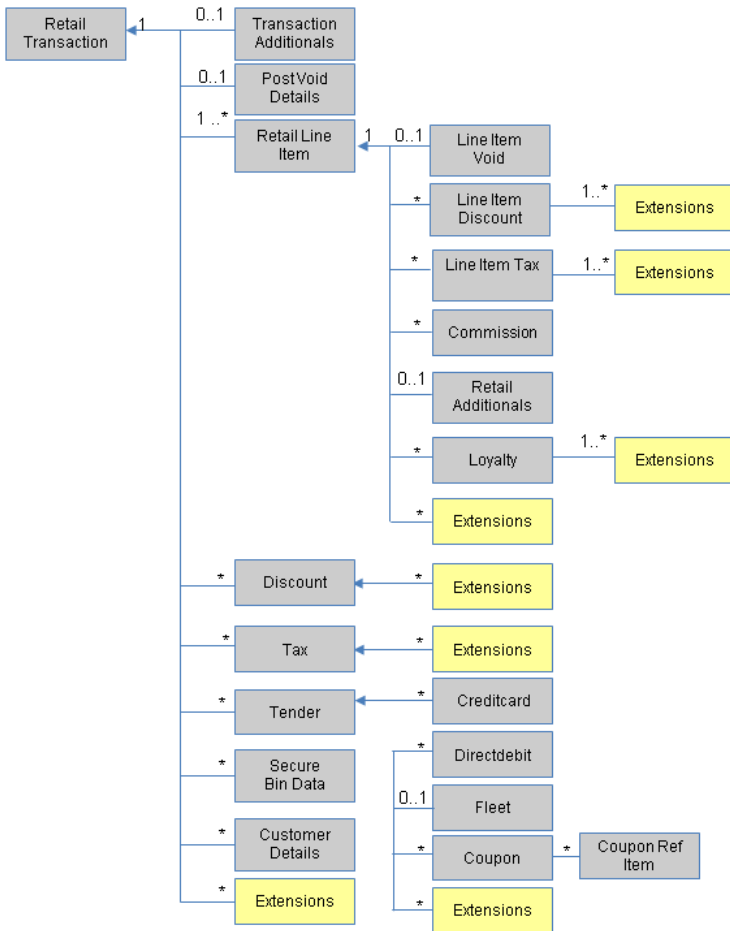 Retail
Transaction
1
0..1
Transaction
Additionals
0..1
PostVoid
Details
1 ..*
Retail Line
Item
1
0..1
Line Item
Void
*
Line Item
Discount
1..*
Extensions
*
Line Item Tax
1..*
Extensions
*
Commission
0..1
Retail
Additionals
*
Loyalty
1..*
Extensions
*
Extensions
*
Discount
*
Extensions
*
Tax
*
Extensions
*
Tender
*
Creditcard
*
Secure
Bin Data
*
Directdebit
0..1
Fleet
*
Customer
Details
*
Coupon
*
Coupon Ref
Item
*
Extensions
*
Extensions